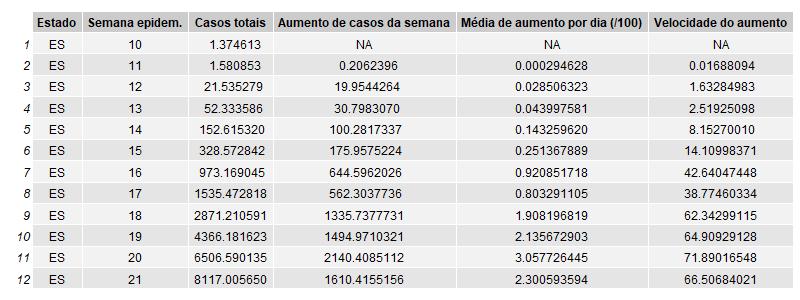 Estado Semana epidem. Casos totais Aumento de casos da semana Média de aumento por dia (/100) Velocidade do aumento
1 ES 10 1.374613 NA NA NA
2 ES 11 1.580853 0.2062396 0.000294628 0.01688094
3 ES 12 21.535279 19.9544264 0.028506323 1.63284983
4 ES 13 52.333586 30.7983070 0.043997581 2.51925098
5 ES 14 152.615320 100.2817337 0.143259620 8.15270010
6 ES 15 328.572842 175.9575224 0.251367889 14.10998371
7 ES 16 973.169045 644.5962026 0.920851718 42.64047448
8 ES 17 1535.472818 562.3037736 0.803291105 38.77460334
9 ES 18 2871.210591 1335.7377731 1.908196819 62.34299115
10 ES 19 4366.181623 1494.9710321 2.135672903 64.90929128
11 ES 20 6506.590135 2140.4085112 3.057726445 71.89016548
12 ES 21 8117.005650 1610.4155156 2.300593594 66.50684021